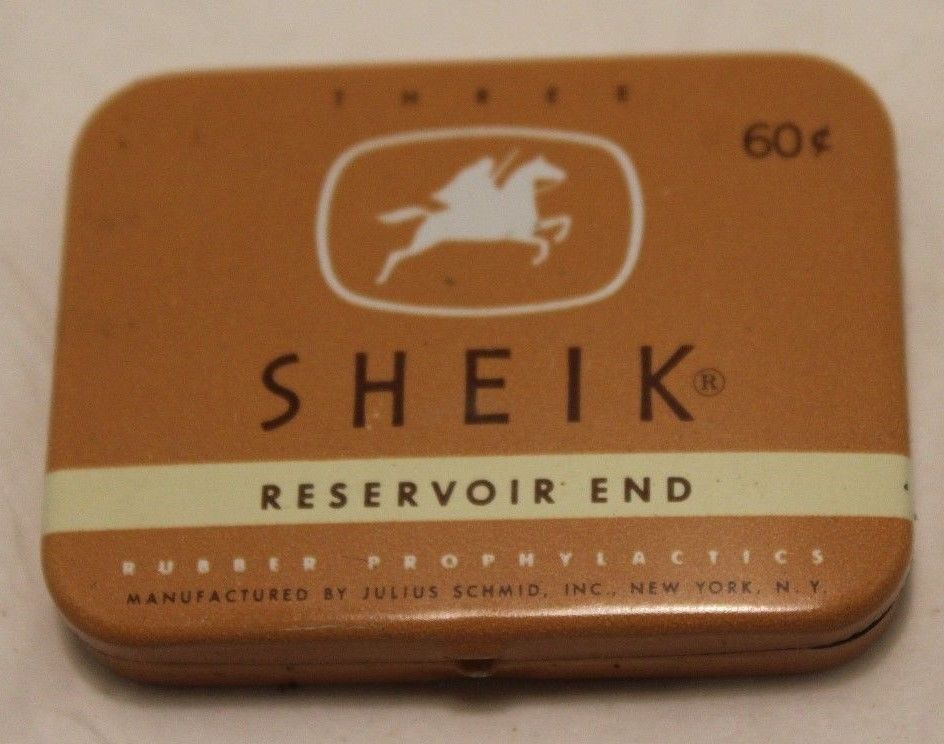 THREE
60¢
SHEIK®
RESERVOIR END
RUBBER PROPHYLACTICS
MANUFACTURED BY JULIUS SCHMID, INC., NEW YORK, N.Y.